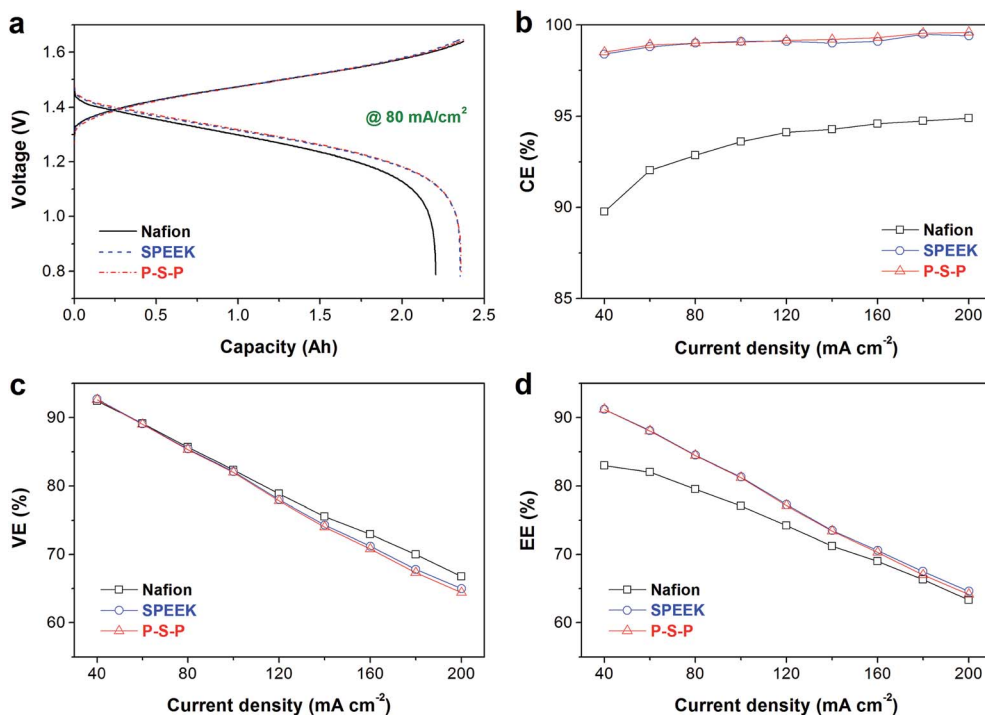 a
Voltage (V)
1.6
1.4
1.2
1.0
0.8
@ 80 mA/cm²
Nafion
SPEEK
P-S-P
0.0 0.5 1.0 1.5 2.0 2.5
Capacity (Ah)
b
CE (%)
100
95
90
85
Nafion
SPEEK
P-S-P
40 80 120 160 200
Current density (mA cm⁻²)
c
VE (%)
90
80
70
60
Nafion
SPEEK
P-S-P
40 80 120 160 200
Current density (mA cm⁻²)
d
EE (%)
90
80
70
60
Nafion
SPEEK
P-S-P
40 80 120 160 200
Current density (mA cm⁻²)